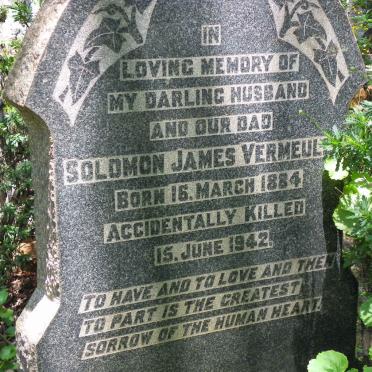 IN
LOVING MEMORY OF
MY DARLING HUSBAND
AND OUR DAD
SOLOMON JAMES VERMEUL
BORN 16. MARCH 1884
ACCIDENTALLY KILLED
15. JUNE 1942.
TO HAVE AND TO LOVE AND THEN
TO PART IS THE GREATEST
SORROW OF THE HUMAN HEART.